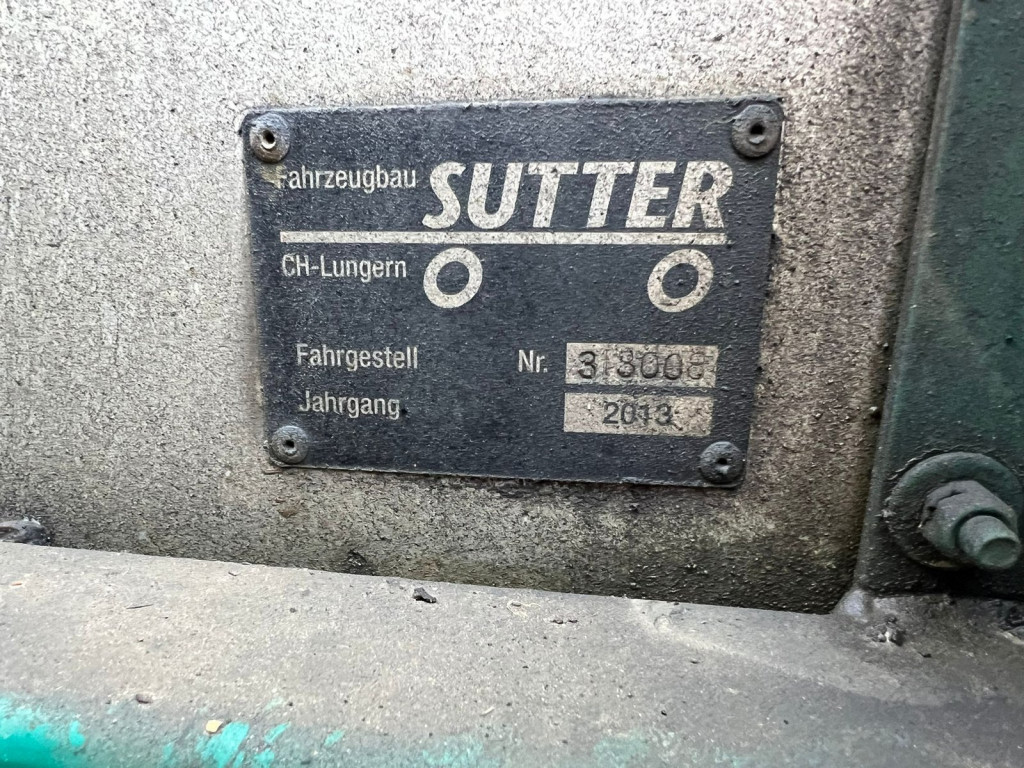 Fahrzeugbau SUTTER
CH-Lungern
Fahrgestell Nr. 313008
Jahrgang 2013